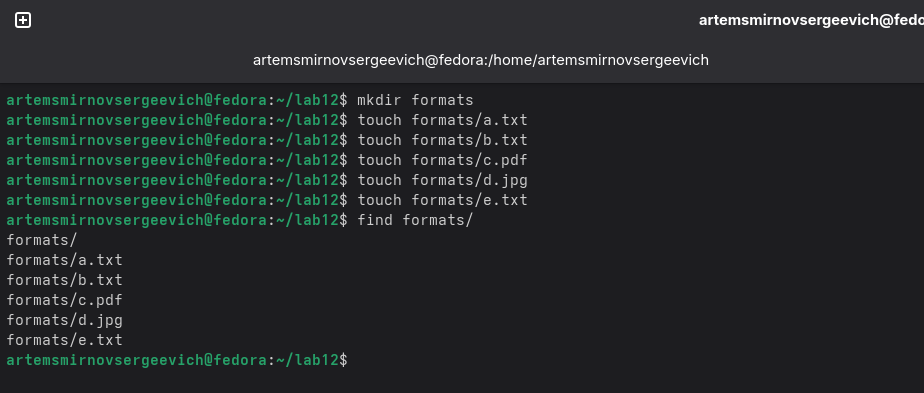 artemsmirnovsergeevich@fedo
artemsmirnovsergeevich@fedora:/home/artemsmirnovsergeevich
artemsmirnovsergeevich@fedora:~/lab12$ mkdir formats
artemsmirnovsergeevich@fedora:~/lab12$ touch formats/a.txt
artemsmirnovsergeevich@fedora:~/lab12$ touch formats/b.txt
artemsmirnovsergeevich@fedora:~/lab12$ touch formats/c.pdf
artemsmirnovsergeevich@fedora:~/lab12$ touch formats/d.jpg
artemsmirnovsergeevich@fedora:~/lab12$ touch formats/e.txt
artemsmirnovsergeevich@fedora:~/lab12$ find formats/
formats/
formats/a.txt
formats/b.txt
formats/c.pdf
formats/d.jpg
formats/e.txt
artemsmirnovsergeevich@fedora:~/lab12$